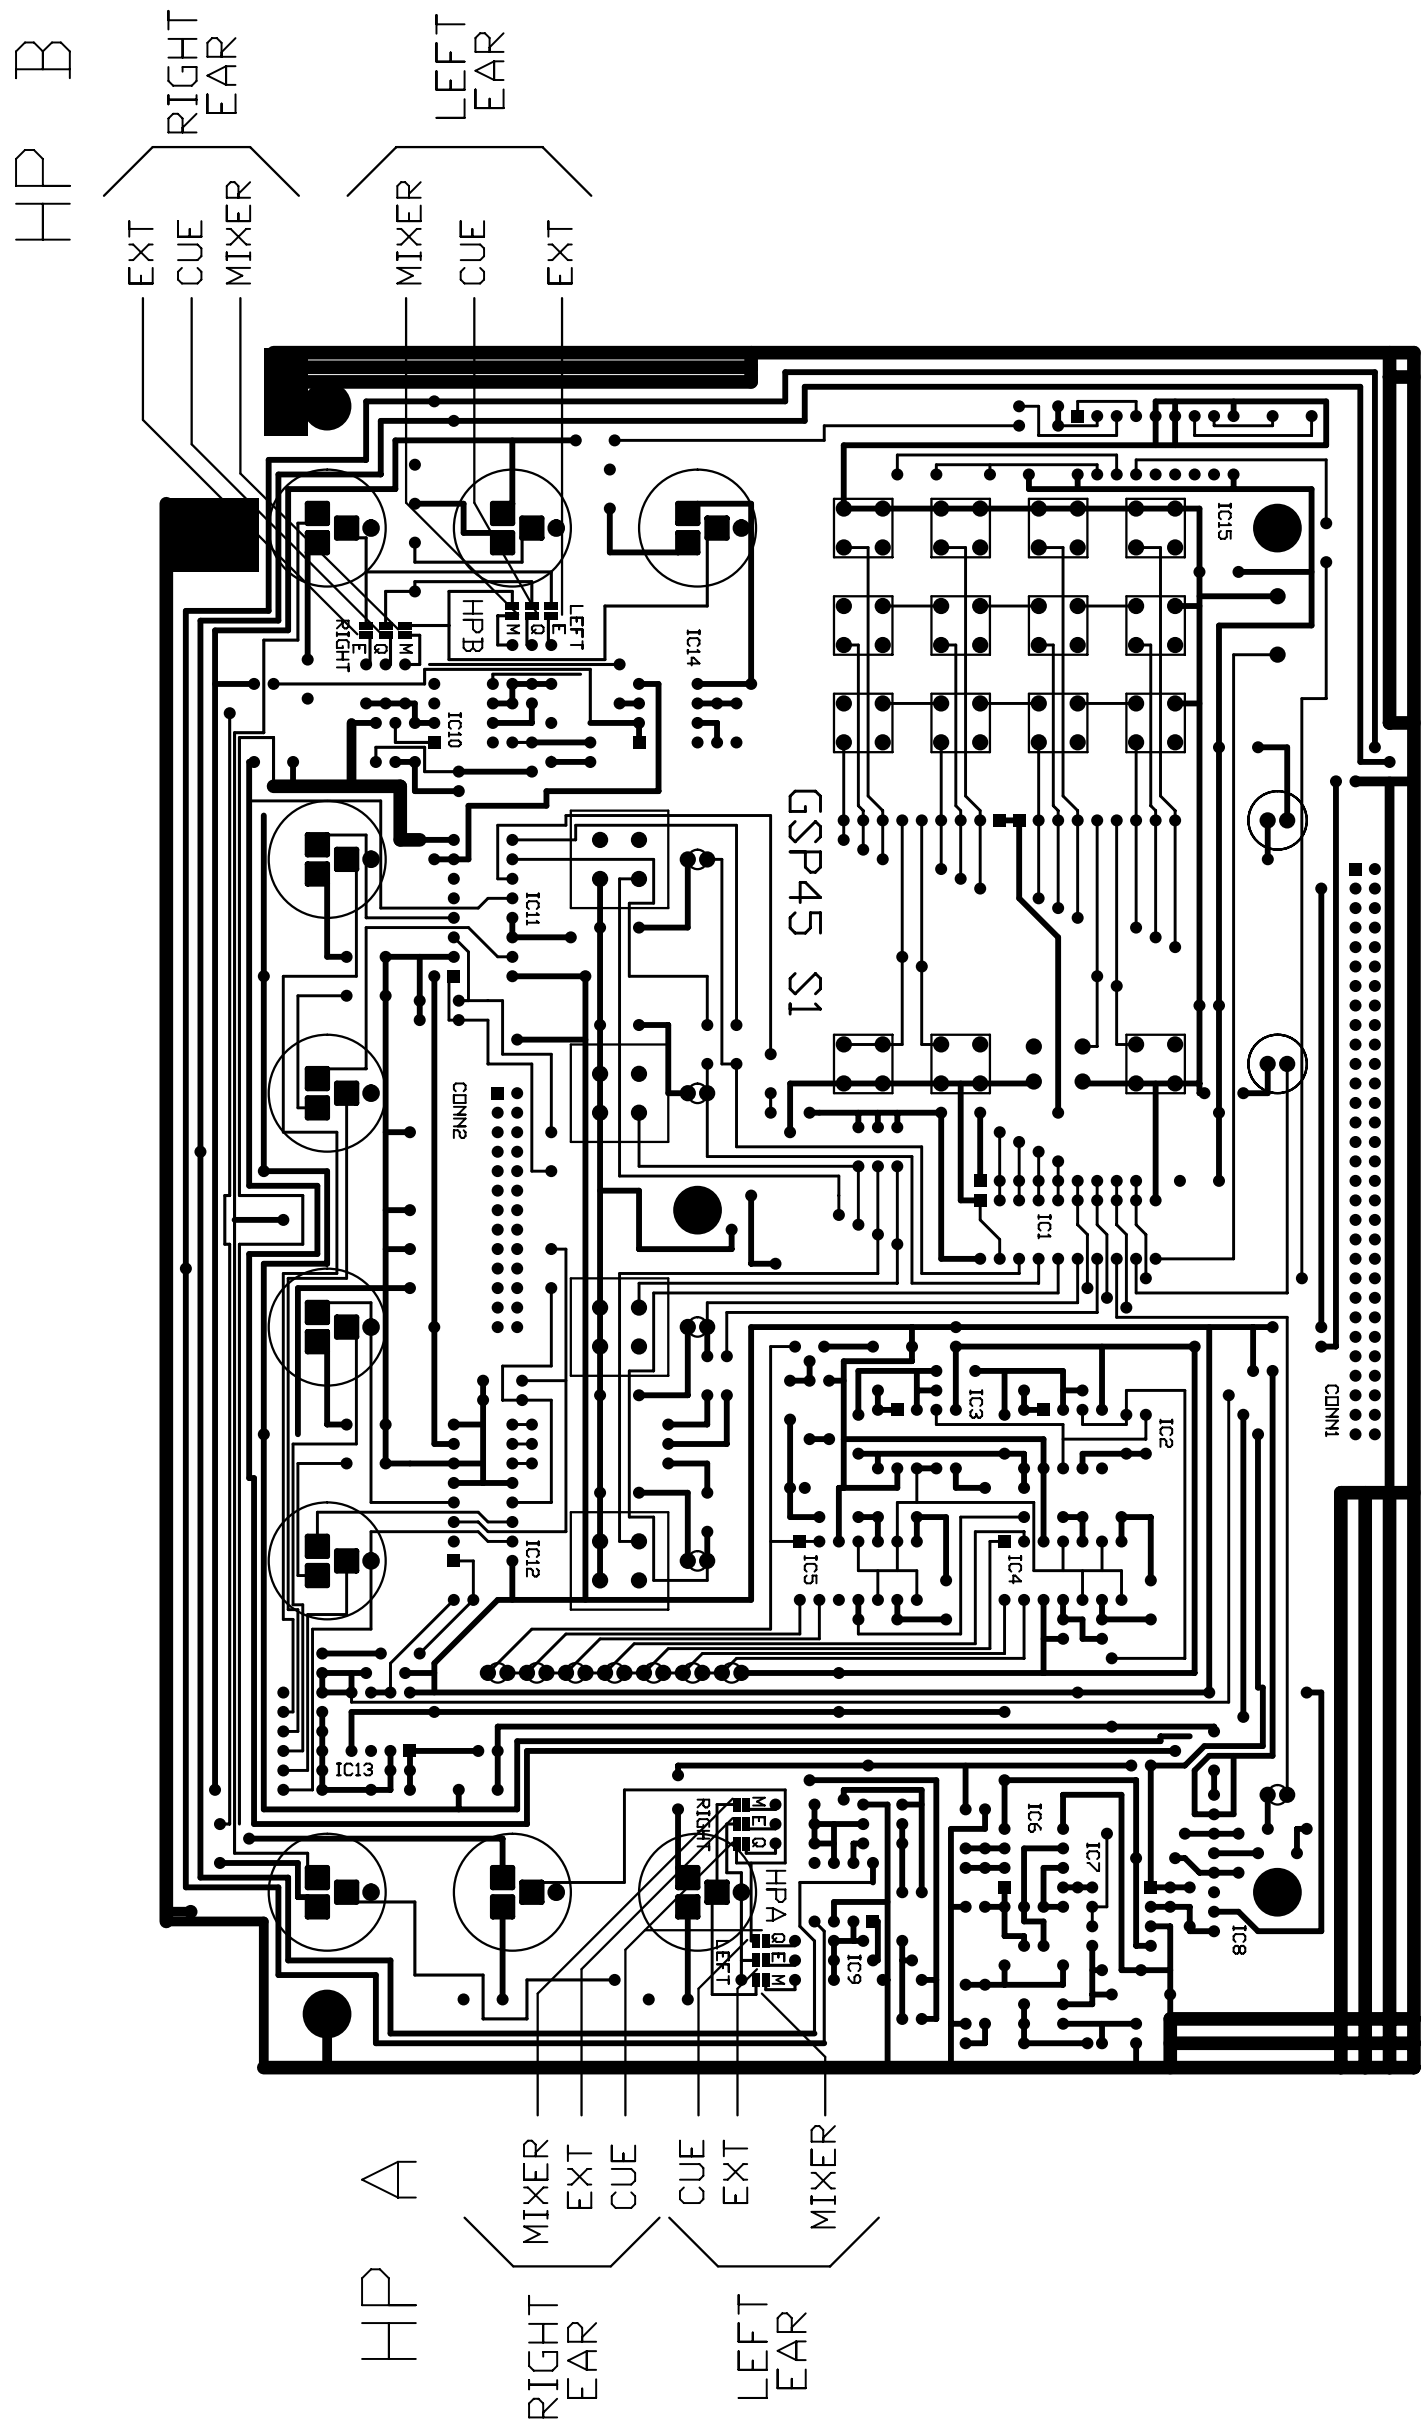 HP B
RIGHT
EAR
LEFT
EAR
EXT
CUE
MIXER
MIXER
CUE
EXT
RIGHT
E
Q
M
HPB
M
Q
E
LEFT
IC14
IC15
IC10
GSP45 S1
IC11
CONN2
IC1
CONN1
IC3
IC2
IC12
IC5
IC4
IC13
RIGHT
M
E
Q
HPA
LEFT
Q
E
M
IC6
IC7
IC9
IC8
MIXER
EXT
CUE
CUE
EXT
MIXER
HP A
RIGHT
EAR
LEFT
EAR